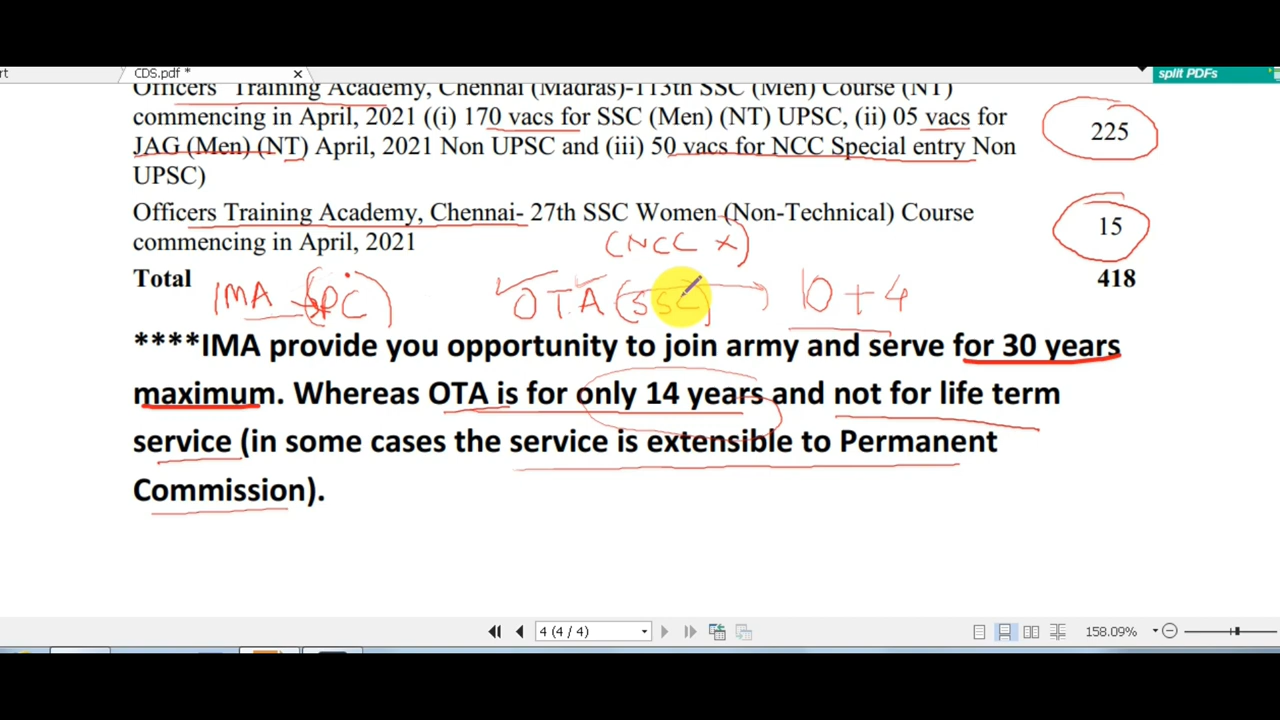 rt
CDS.pdf *
split PDFs
Officers Training Academy, Chennai (Madras)-113th SSC (Men) Course (NT)
commencing in April, 2021 ((i) 170 vacs for SSC (Men) (NT) UPSC, (ii) 05 vacs for
JAG (Men) (NT) April, 2021 Non UPSC and (iii) 50 vacs for NCC Special entry Non
UPSC)
225
Officers Training Academy, Chennai- 27th SSC Women (Non-Technical) Course
commencing in April, 2021
15
(NCC X)
Total
418
IMA (PC)
OTA (SSC) 10 + 4
****IMA provide you opportunity to join army and serve for 30 years
maximum. Whereas OTA is for only 14 years and not for life term
service (in some cases the service is extensible to Permanent
Commission).
4 (4 / 4)
158.09%